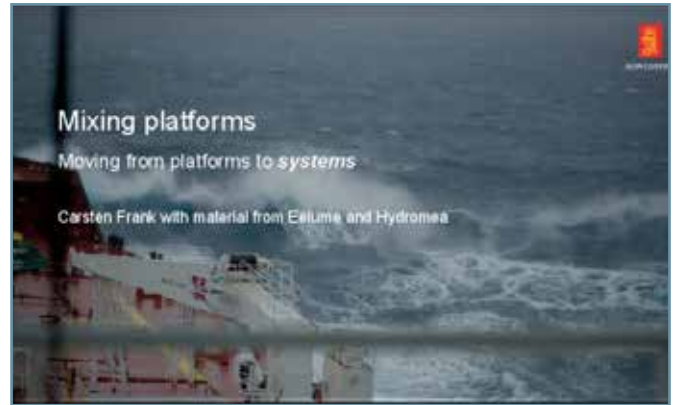 Mixing platforms
Moving from platforms to systems
Carsten Frank with material from Eelume and Hydromea